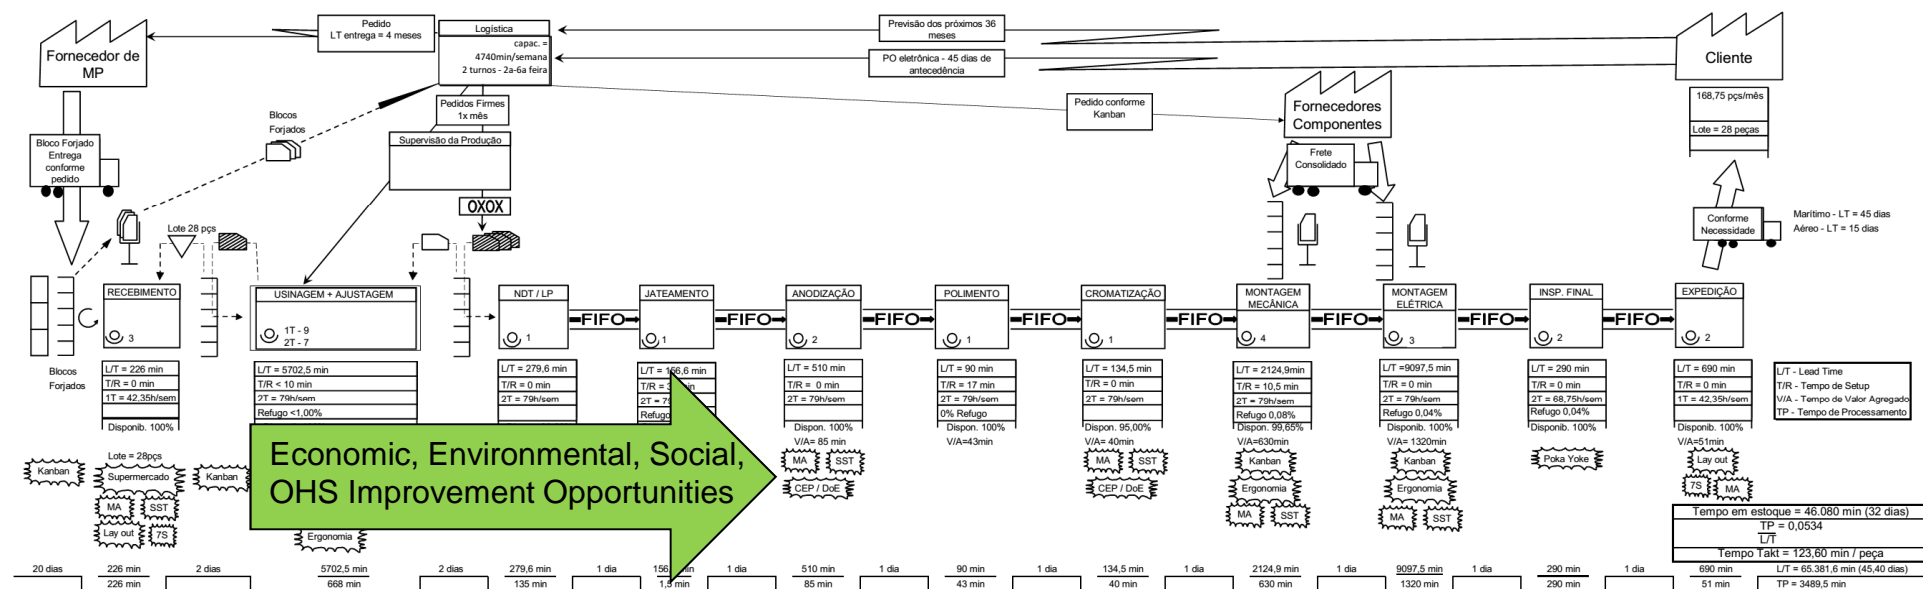 Pedido
LT entrega = 4 meses
Logística
capac. =
4740min/semana
2 turnos - 2a-6a feira
Previsão dos próximos 36
meses
PO eletrônica - 45 dias de
antecedência
Fornecedor de
MP
Cliente
168,75 pçs/mês
Lote = 28 peças
Pedidos Firmes
1x mês
Supervisão da Produção
OXOX
Blocos
Forjados
Pedido conforme
Kanban
Fornecedores
Componentes
Frete
Consolidado
Bloco Forjado
Entrega
conforme
pedido
Conforme
Necessidade
Marítimo - LT = 45 dias
Aéreo - LT = 15 dias
Lote 28 pçs
Blocos
Forjados
RECEBIMENTO
3
L/T = 226 min
T/R = 0 min
1T = 42,35h/sem
Disponib. 100%
USINAGEM + AJUSTAGEM
1T - 9
2T - 7
L/T = 5702,5 min
T/R < 10 min
2T = 79h/sem
Refugo <1,00%
NDT / LP
1
L/T = 279,6 min
T/R = 0 min
2T = 79h/sem
FIFO
JATEAMENTO
1
FIFO
ANODIZAÇÃO
2
L/T = 510 min
T/R = 0 min
2T = 79h/sem
Dispon. 100%
V/A= 85 min
FIFO
POLIMENTO
1
L/T = 90 min
T/R = 17 min
2T = 79h/sem
0% Refugo
Dispon. 100%
V/A=43min
FIFO
CROMATIZAÇÃO
1
L/T = 134,5 min
T/R = 0 min
2T = 79h/sem
Dispon. 95,00%
V/A= 40min
FIFO
MONTAGEM
MECÂNICA
4
L/T = 2124,9min
T/R = 10,5 min
2T = 79h/sem
Refugo 0,08%
Dispon. 99,65%
V/A=630min
FIFO
MONTAGEM
ELÉTRICA
3
L/T =9097,5min
T/R = 0 min
2T = 79h/sem
Refugo 0,04%
Dispon. 100%
V/A= 1320min
FIFO
INSP. FINAL
2
L/T = 290 min
T/R = 0 min
2T = 68,75h/sem
Refugo 0,04%
Disponib. 100%
FIFO
EXPEDIÇÃO
2
L/T = 690 min
T/R = 0 min
1T = 42,35h/sem
Disponib. 100%
V/A=51min
L/T - Lead Time
T/R - Tempo de Setup
V/A - Tempo de Valor Agregado
TP - Tempo de Processamento
Economic, Environmental, Social,
OHS Improvement Opportunities
Kanban
Lote = 28pçs
Supermercado
MA SST
Lay out 7S
Kanban
Ergonomia
MA SST
CEP / DoE
MA SST
CEP / DoE
Kanban
Ergonomia
MA SST
Kanban
Ergonomia
MA SST
Poka Yoke
Lay out
7S MA
Tempo em estoque = 46.080 min (32 dias)
TP = 0,0534
L/T
Tempo Takt = 123,60 min / peça
20 dias 226 min 2 dias 5702,5 min 2 dias 279,6 min 1 dia 1 dia 510 min 1 dia 90 min 1 dia 134,5 min 1 dia 2124,9 min 1 dia 9097,5 min 1 dia 290 min 1 dia 690 min L/T = 65.381,6 min (45,40 dias)
226 min 668 min 135 min 85 min 43 min 40 min 630 min 1320 min 290 min 51 min TP = 3489,5 min